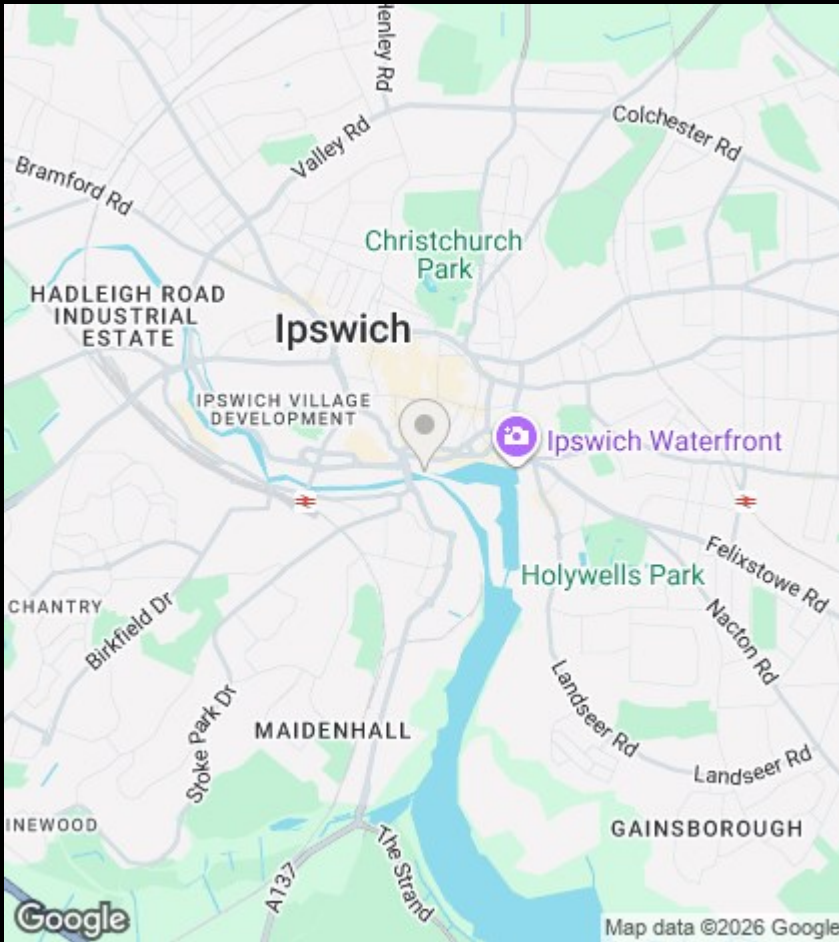 Henley Rd
Colchester Rd
Valley Rd
Bramford Rd
Christchurch
Park
HADLEIGH ROAD
INDUSTRIAL
ESTATE
Ipswich
IPSWICH VILLAGE
DEVELOPMENT
Ipswich Waterfront
Felixstowe Rd
Holywells Park
CHANTRY
Birkfield Dr
Nacton Rd
Stoke Park Dr
Landseer Rd
MAIDENHALL
Landseer Rd
INEWOOD
GAINSBOROUGH
The Strand
A137
Google
Map data ©2026 Google